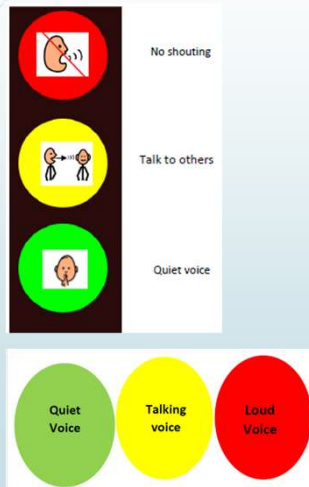 No shouting
Talk to others
Quiet voice
Quiet
Voice
Talking
voice
Loud
Voice